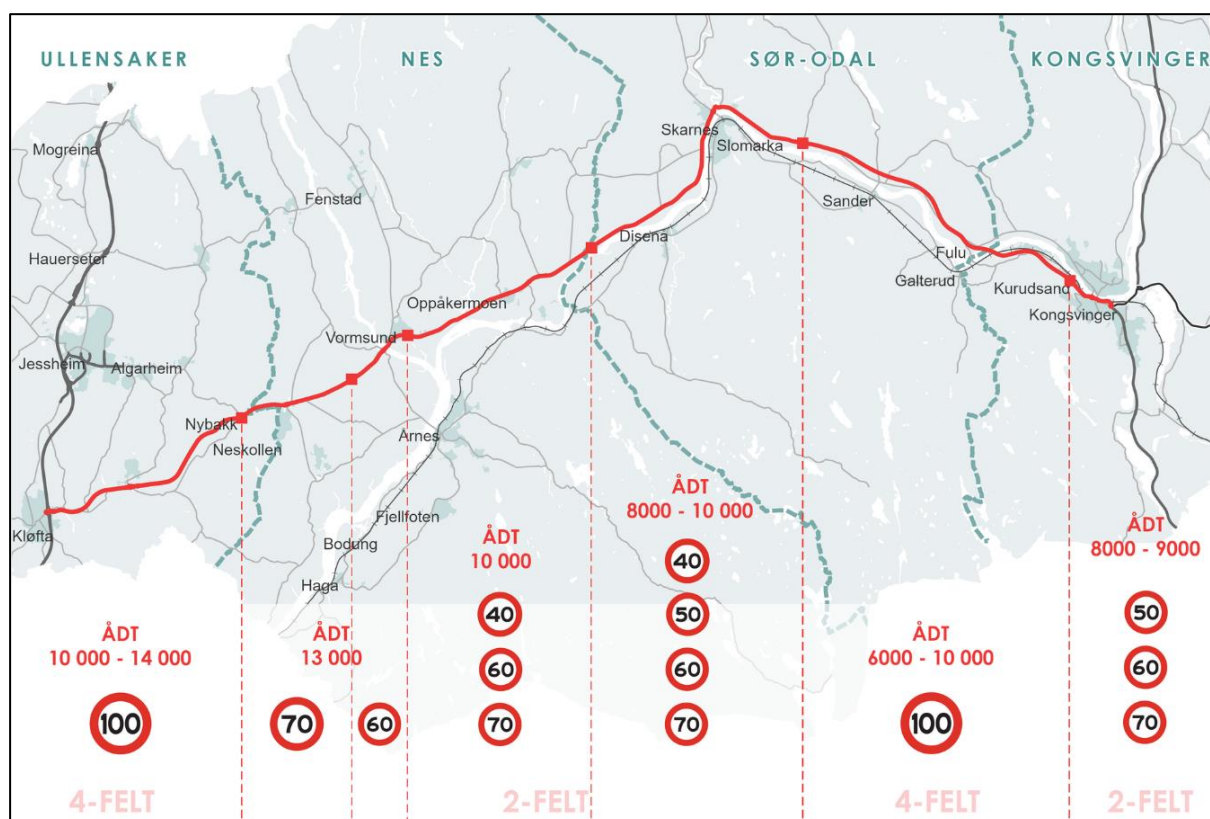 ULLENSAKER
NES
SØR-ODAL
KONGSVINGER
Mogreina
Skarnes
Slomarka
Fenstad
Sander
Disenå
Hauerseter
Fulu
Galterud
Kurudsand
Oppåkermoen
Kongsvinger
Vormsund
Jessheim
Algarheim
Nybakk
Neskollen
Årnes
Kløfta
Fjellfoten
Bodung
Haga
ÅDT
10 000 - 14 000
100
ÅDT
13 000
70
60
ÅDT
10 000
40
60
70
ÅDT
8000 - 10 000
40
50
60
70
ÅDT
6000 - 10 000
100
ÅDT
8000 - 9000
50
60
70
4-FELT
2-FELT
4-FELT
2-FELT